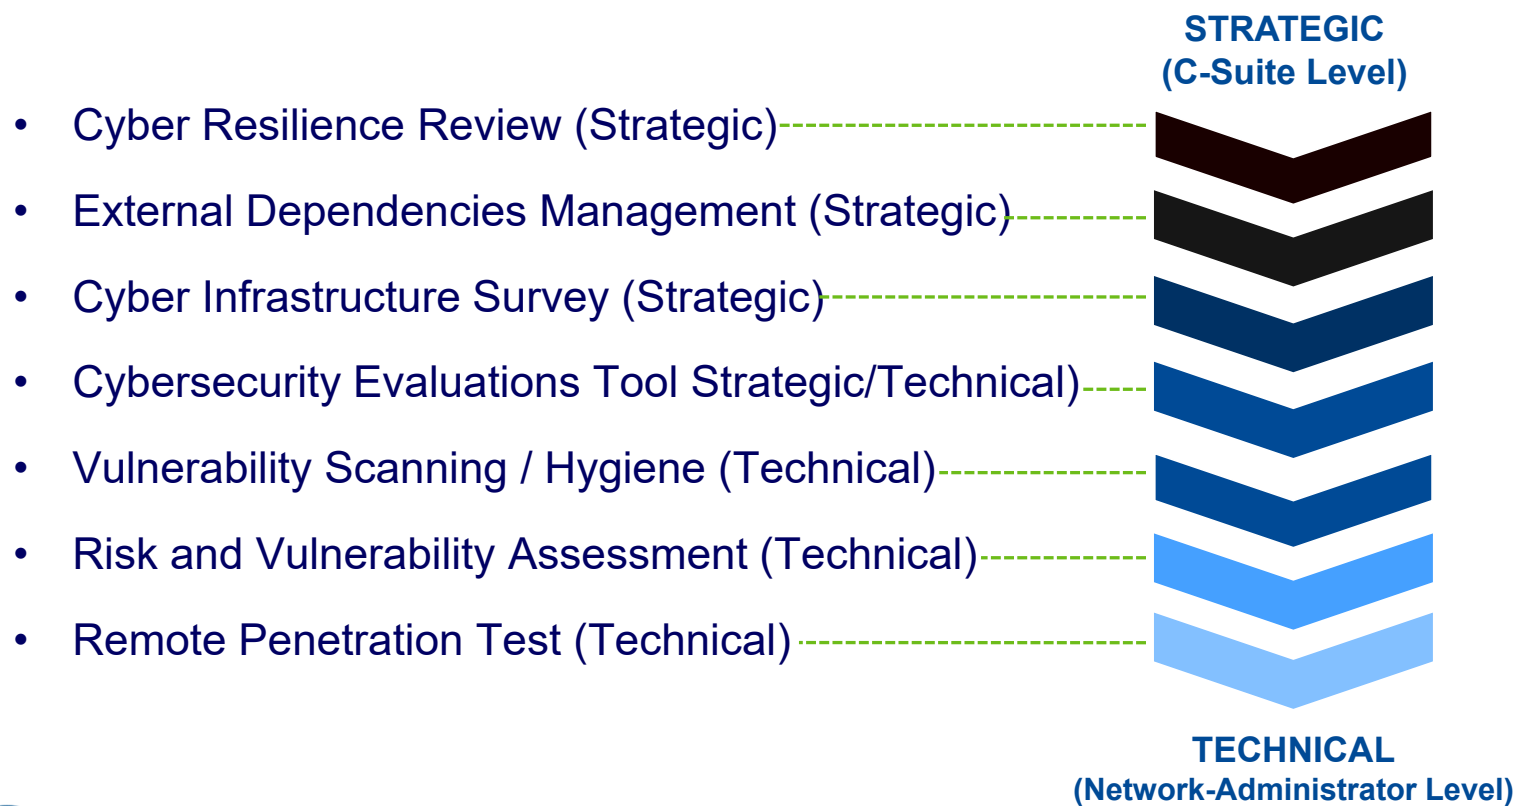 STRATEGIC
(C-Suite Level)
• Cyber Resilience Review (Strategic)
• External Dependencies Management (Strategic)
• Cyber Infrastructure Survey (Strategic)
• Cybersecurity Evaluations Tool Strategic/Technical)
• Vulnerability Scanning / Hygiene (Technical)
• Risk and Vulnerability Assessment (Technical)
• Remote Penetration Test (Technical)
TECHNICAL
(Network-Administrator Level)